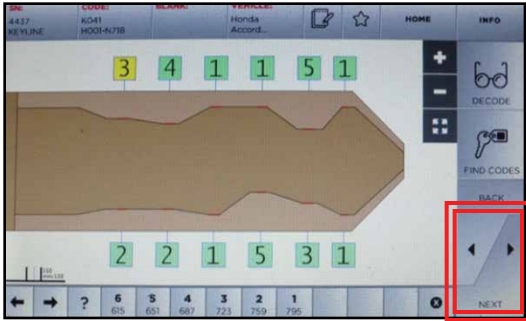 SN: CODE: BLANK: VEHICLE:
4437 K041 Honda
KEYLINE H001-N718 Accord... HOME INFO
3 4 1 1 5 1
DECODE
FIND CODES
BACK
2 2 1 5 3 1
NEXT
? 6 5 4 3 2 1
615 651 687 723 759 795